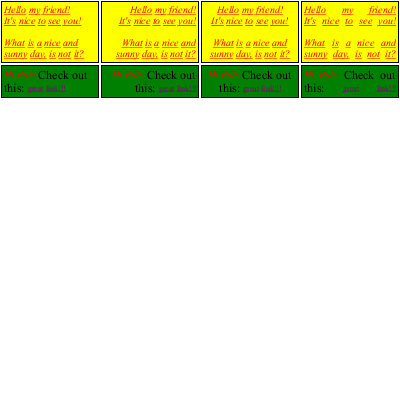 Hello my friend!
It's nice to see you!
What is a nice and
sunny day, is not it?
Hello my friend!
It's nice to see you!
What is a nice and
sunny day, is not it?
Hello my friend!
It's nice to see you!
What is a nice and
sunny day, is not it?
Hello my friend!
It's nice to see you!
What is a nice and
sunny day, is not it?
Check out
this:
Check out
this:
Check out
this:
Check out
this: